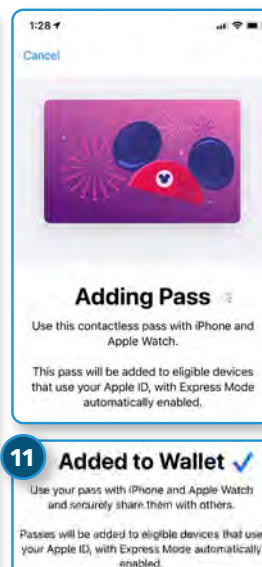 1:28
Cancel
Adding Pass
Use this contactless pass with iPhone and
Apple Watch.
This pass will be added to eligible devices
that use your Apple ID, with Express Mode
automatically enabled.
11
Added to Wallet
Use your pass with iPhone and Apple Watch
and securely share them with others.
Passes will be added to eligible devices that use
your Apple ID, with Express Mode automatically
enabled.